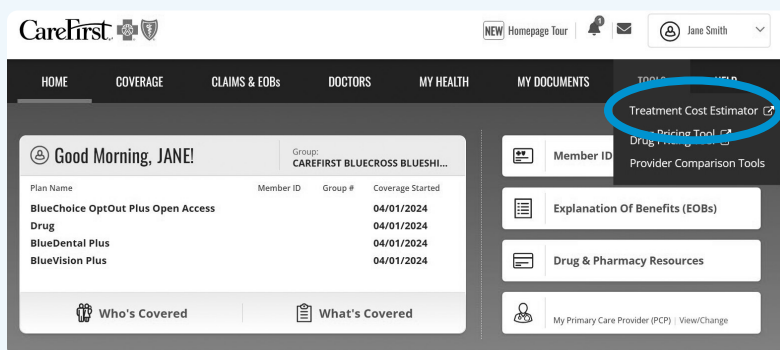 CareFirst
NEW Homepage Tour
1
Jane Smith
HOME COVERAGE CLAIMS & EOBs DOCTORS MY HEALTH MY DOCUMENTS TOOLS HELP
Treatment Cost Estimator
Drug Pricing Tool
Provider Comparison Tools
Good Morning, JANE!
Group:
CAREFIRST BLUECROSS BLUESHI...
Plan Name Member ID Group # Coverage Started
BlueChoice OptOut Plus Open Access 04/01/2024
Drug 04/01/2024
BlueDental Plus 04/01/2024
BlueVision Plus 04/01/2024
Who's Covered What's Covered
Member ID
Explanation Of Benefits (EOBs)
Drug & Pharmacy Resources
My Primary Care Provider (PCP) | View/Change